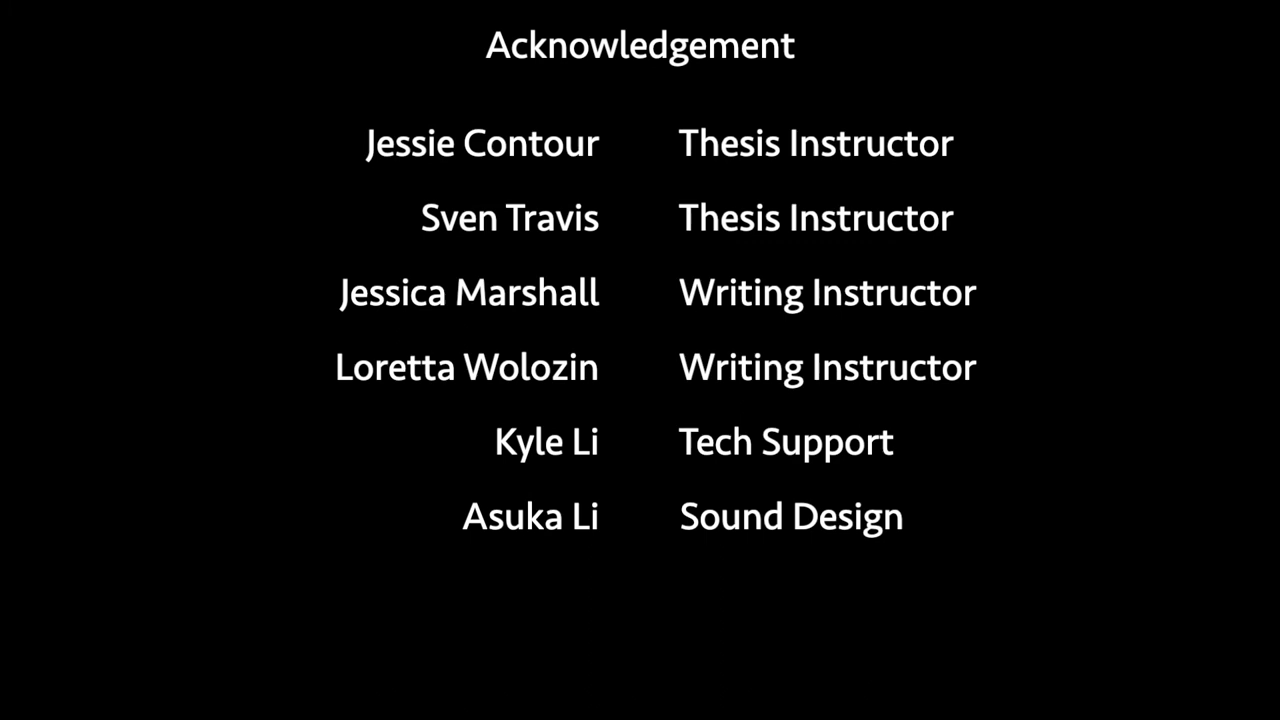 Acknowledgement
Jessie Contour Thesis Instructor
Sven Travis Thesis Instructor
Jessica Marshall Writing Instructor
Loretta Wolozin Writing Instructor
Kyle Li Tech Support
Asuka Li Sound Design